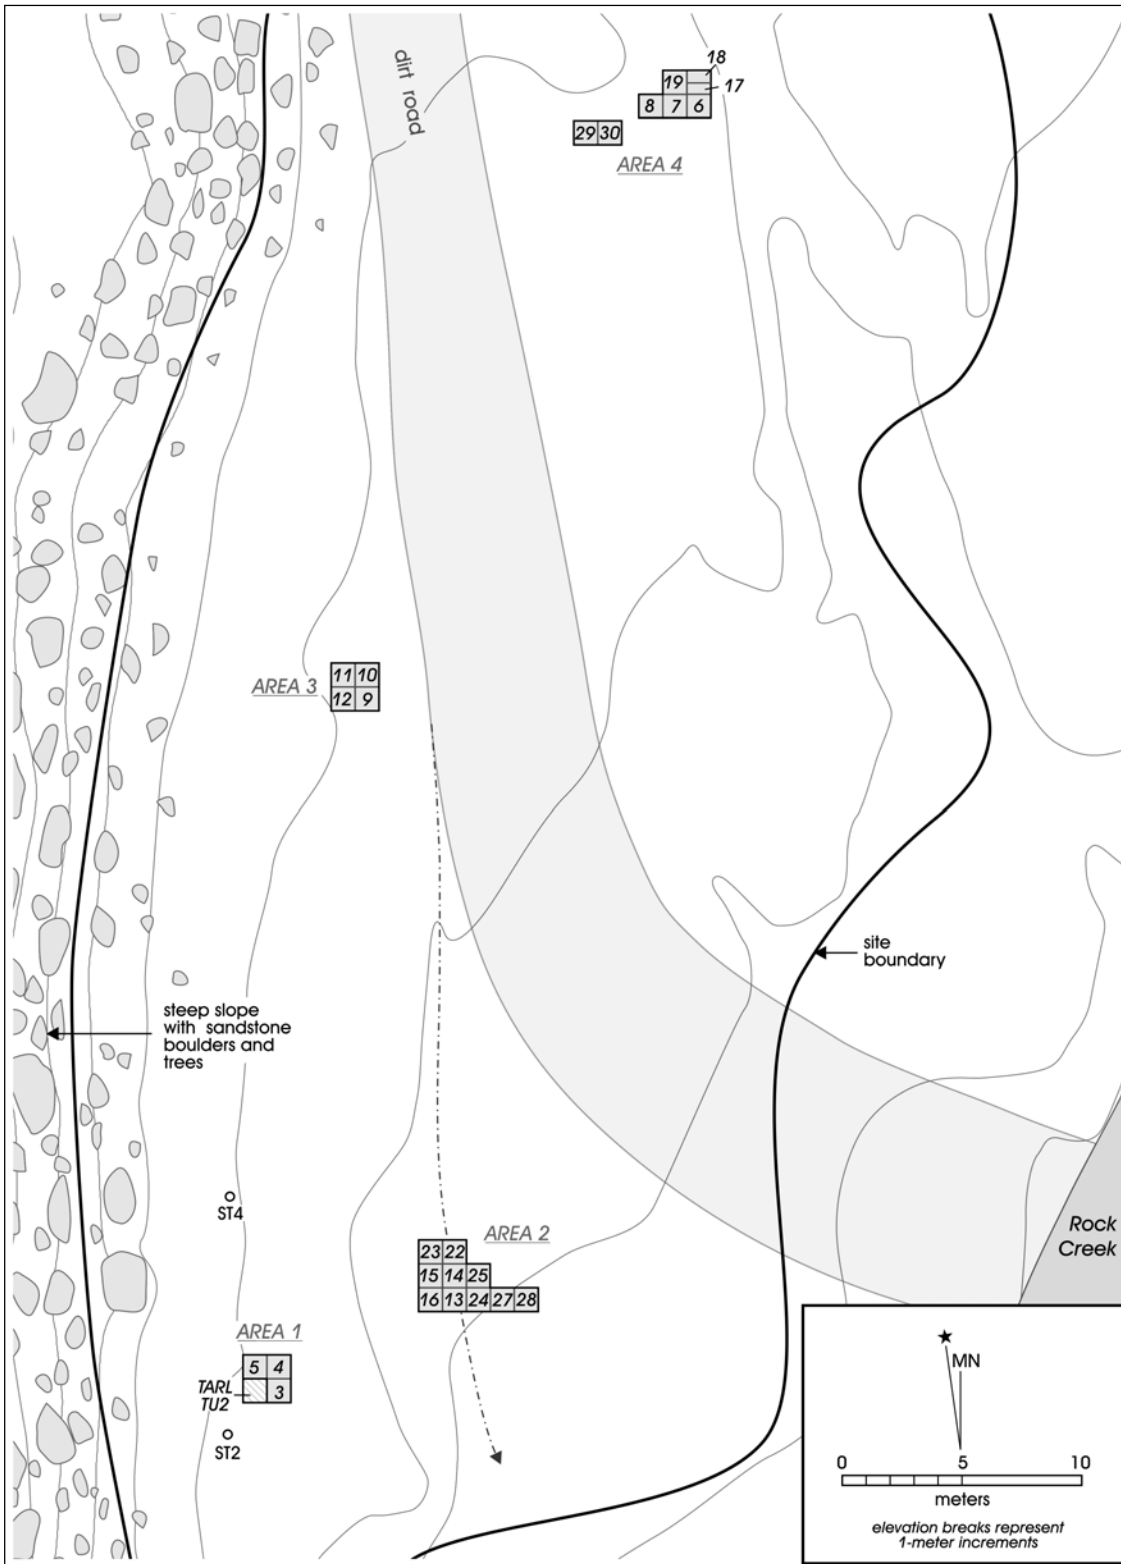 dirt road
18
19
17
8 7 6
29 30
AREA 4
11 10
AREA 3
12 9
site
boundary
steep slope
with sandstone
boulders and
trees
ST4
Rock
Creek
AREA 2
23 22
15 14 25
16 13 24 27 28
AREA 1
5 4
TARL
TU2
3
ST2
MN
0 5 10
meters
elevation breaks represent
1-meter increments